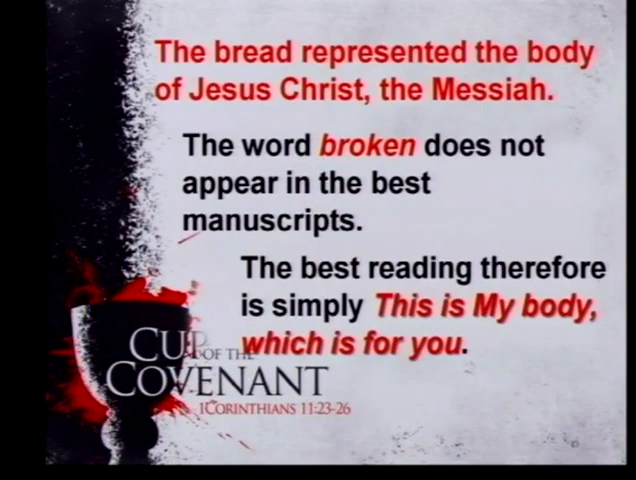 The bread represented the body
of Jesus Christ, the Messiah.
The word broken does not
appear in the best
manuscripts.
The best reading therefore
is simply This is My body,
which is for you.
CUP OF THE
COVENANT
1CORINTHIANS 11:23-26